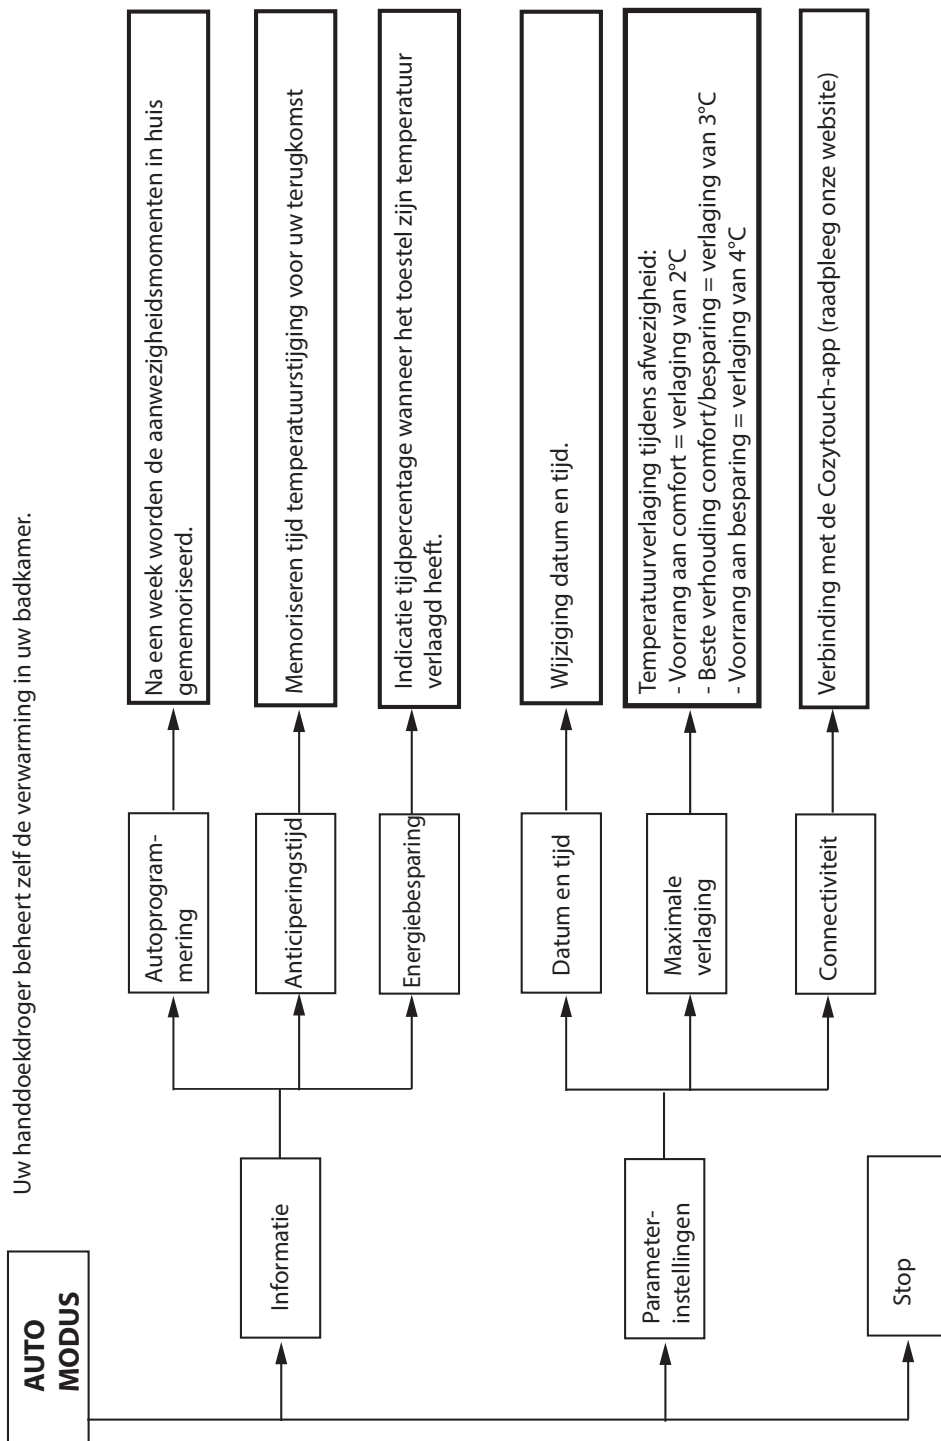 AUTO
MODUS
Uw handdoekdroger beheert zelf de verwarming in uw badkamer.
Informatie
Autoprogram-
mering
Na een week worden de aanwezigheidsmomenten in huis
gememoriseerd.
Anticiperingstijd
Memoriseren tijd temperatuurstijging voor uw terugkomst
Energiebesparing
Indicatie tijdpercentage wanneer het toestel zijn temperatuur
verlaagd heeft.
Parameter-
instellingen
Datum en tijd
Wijziging datum en tijd.
Maximale
verlaging
Temperatuurverlaging tijdens afwezigheid:
- Voorrang aan comfort = verlaging van 2°C
- Beste verhouding comfort/besparing = verlaging van 3°C
- Voorrang aan besparing = verlaging van 4°C
Connectiviteit
Verbinding met de Cozytouch-app (raadpleeg onze website)
Stop